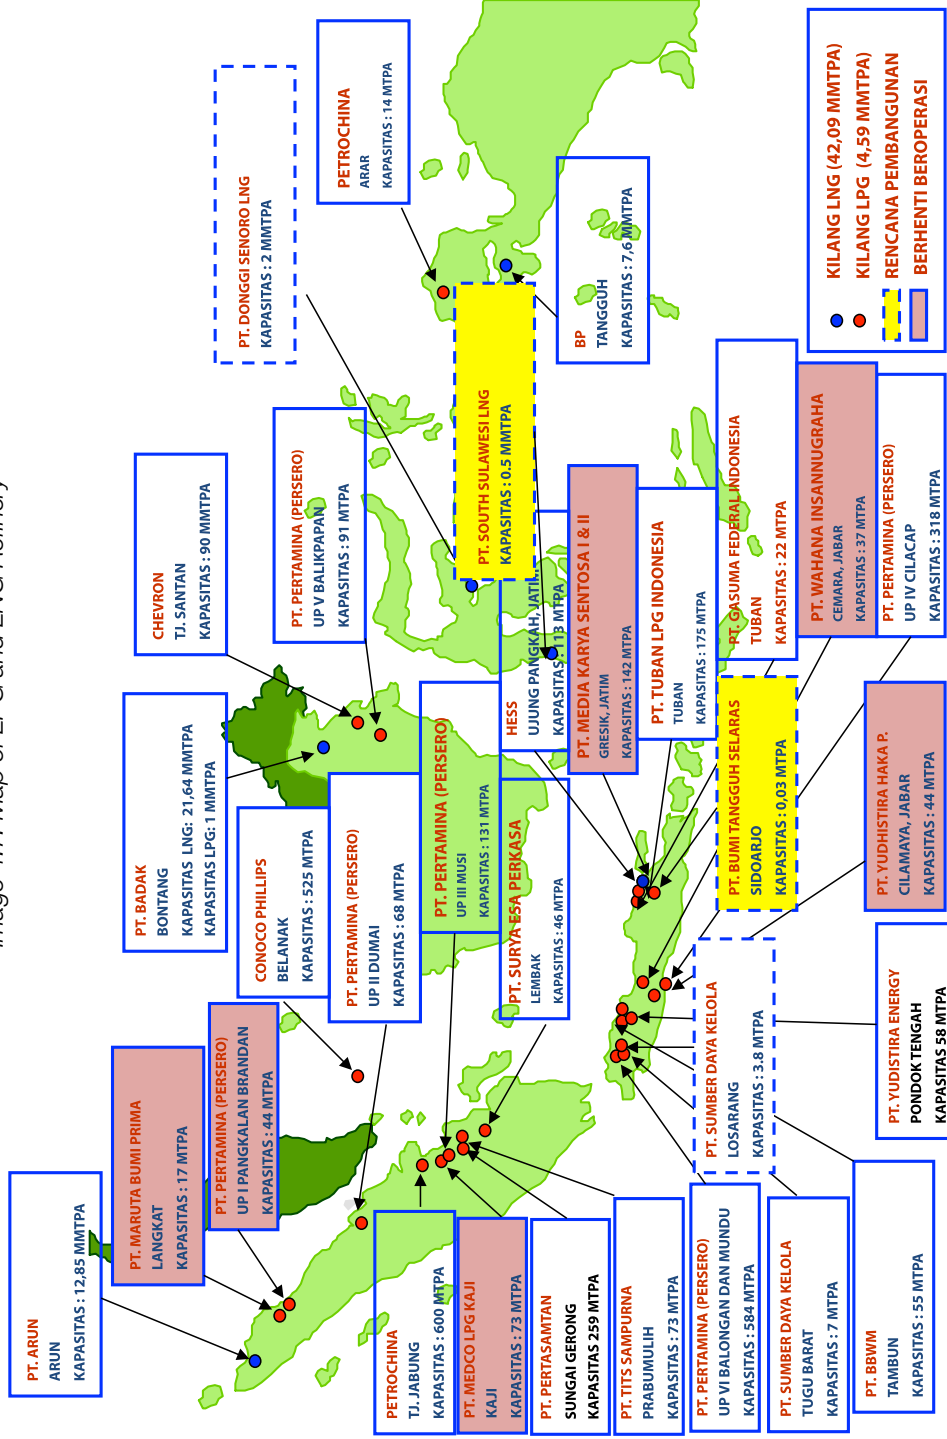 PT. ARUN
ARUN
KAPASITAS : 12,85 MMTPA
PT. MARUTA BUMI PRIMA
LANGKAT
KAPASITAS : 17 MTPA
PT. PERTAMINA (PERSERO)
UP I PANGKALAN BRANDAN
KAPASITAS : 44 MTPA
CONOCO PHILLIPS
BELANAK
KAPASITAS : 525 MTPA
PT. PERTAMINA (PERSERO)
UP II DUMAI
KAPASITAS : 68 MTPA
PT. BADAK
BONTANG
KAPASITAS LNG: 21,64 MMTPA
KAPASITAS LPG: 1 MMTPA
CHEVRON
TJ. SANTAN
KAPASITAS : 90 MMTPA
PT. PERTAMINA (PERSERO)
UP V BALIKPAPAN
KAPASITAS : 91 MTPA
PT. DONGGI SENORO LNG
KAPASITAS : 2 MMTPA
PETROCHINA
ARAR
KAPASITAS : 14 MTPA
PT. SOUTH SULAWESI LNG
KAPASITAS : 0.5 MMTPA
BP
TANGGUH
KAPASITAS : 7,6 MMTPA
PT. PERTAMINA (PERSERO)
UP III MUSI
KAPASITAS : 131 MTPA
PT. SURYA ESA PERKASA
LEMBAK
KAPASITAS : 46 MTPA
HESS
UJUNG PANGKAH, JATIM
KAPASITAS : 113 MTPA
PT. MEDIA KARYA SENTOSA I & II
GRESIK, JATIM
KAPASITAS : 142 MTPA
PT. TUBAN LPG INDONESIA
TUBAN
KAPASITAS : 175 MTPA
PT. GASUMA FEDERAL INDONESIA
TUBAN
KAPASITAS : 22 MTPA
PT. WAHANA INSANNUGRAHA
CEMARA, JABAR
KAPASITAS : 37 MTPA
PT. PERTAMINA (PERSERO)
UP IV CILACAP
KAPASITAS : 318 MTPA
PT. BUMI TANGGUH SELARAS
SIDOARJO
KAPASITAS : 0,03 MTPA
PT. YUDHISTIRA HAKA P.
CILAMAYA, JABAR
KAPASITAS : 44 MTPA
PT. SUMBER DAYA KELOLA
LOSARANG
KAPASITAS : 3.8 MTPA
PT. YUDISTIRA ENERGY
PONDOK TENGAH
KAPASITAS 58 MTPA
PETROCHINA
TJ. JABUNG
KAPASITAS : 600 MTPA
PT. MEDCO LPG KAJI
KAJI
KAPASITAS : 73 MTPA
PT. PERTASAMTAN
SUNGAI GERONG
KAPASITAS 259 MTPA
PT. TITS SAMPURNA
PRABUMULIH
KAPASITAS : 73 MTPA
PT. PERTAMINA (PERSERO)
UP VI BALONGAN DAN MUNDU
KAPASITAS : 584 MTPA
PT. SUMBER DAYA KELOLA
TUGU BARAT
KAPASITAS : 7 MTPA
PT. BBWM
TAMBUN
KAPASITAS : 55 MTPA
KILANG LNG (42,09 MMTPA)
KILANG LPG (4,59 MMTPA)
RENCANA PEMBANGUNAN
BERHENTI BEROPERASI